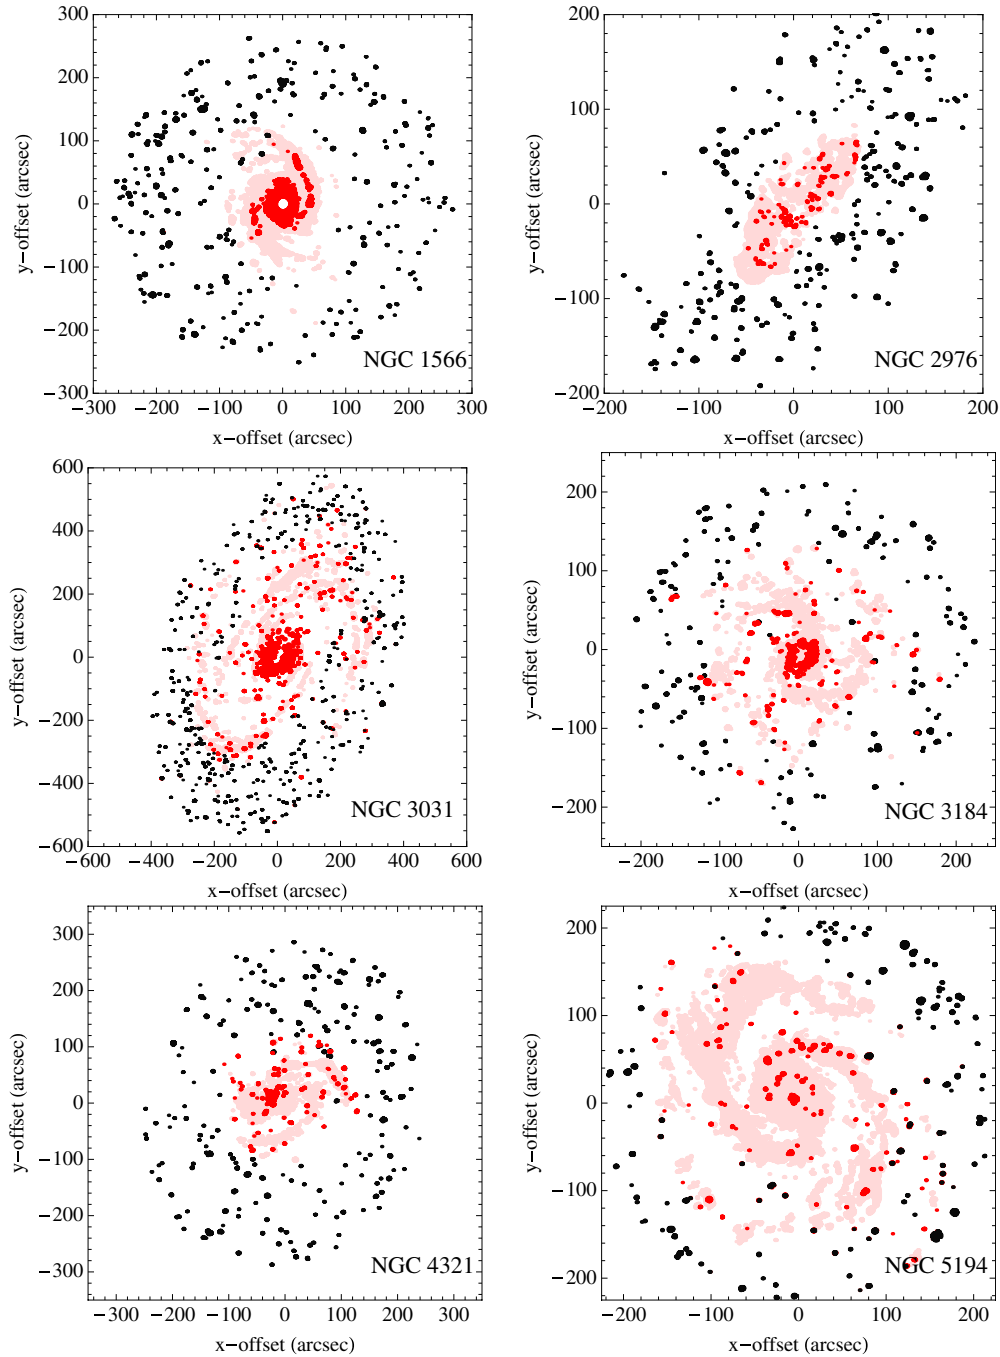 300
200
100
0
−100
−200
−300
−300 −200 −100 0 100 200 300
x−offset (arcsec)
y−offset (arcsec)
NGC 1566
200
100
0
−100
−200
−200 −100 0 100 200
x−offset (arcsec)
y−offset (arcsec)
NGC 2976
600
400
200
0
−200
−400
−600
−600 −400 −200 0 200 400 600
x−offset (arcsec)
y−offset (arcsec)
NGC 3031
200
100
0
−100
−200
−200 −100 0 100 200
x−offset (arcsec)
y−offset (arcsec)
NGC 3184
300
200
100
0
−100
−200
−300
−300 −200 −100 0 100 200 300
x−offset (arcsec)
y−offset (arcsec)
NGC 4321
200
100
0
−100
−200
−200 −100 0 100 200
x−offset (arcsec)
y−offset (arcsec)
NGC 5194